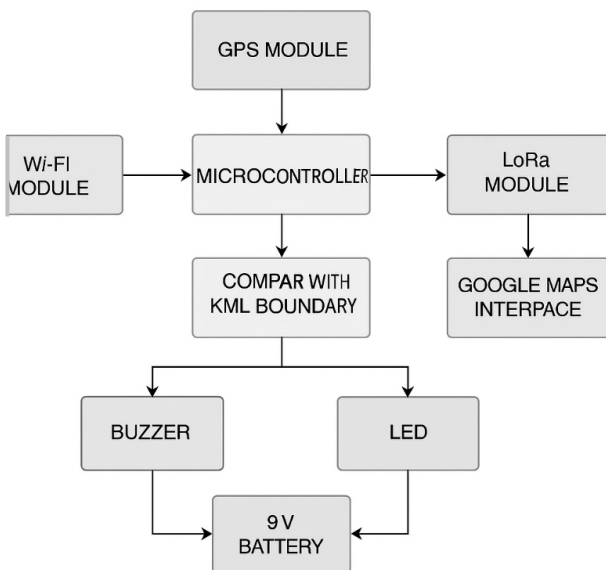 GPS MODULE
Wi-FI
MODULE
MICROCONTROLLER
LoRa
MODULE
COMPAR WITH
KML BOUNDARY
GOOGLE MAPS
INTERPACE
BUZZER
LED
9 V
BATTERY